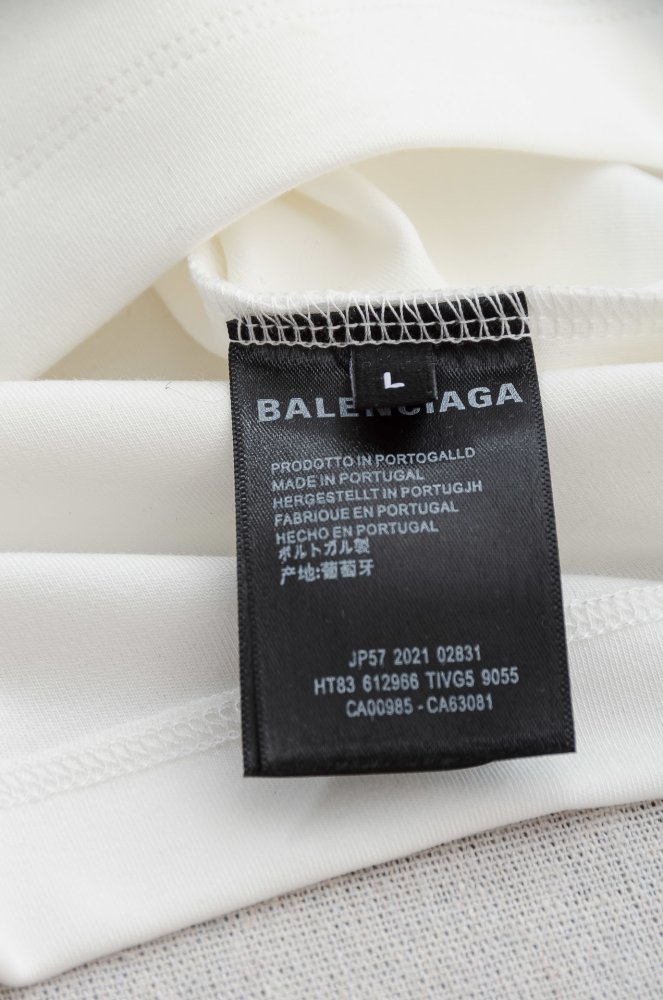 L
BALENCIAGA
PRODOTTO IN PORTOGALLD
MADE IN PORTUGAL
HERGESTELLT IN PORTUGJH
FABRIQUE EN PORTUGAL
HECHO EN PORTUGAL
ポルトガル製
产地:葡萄牙
JP57 2021 02831
HT83 612966 TIVG5 9055
CA00985 - CA63081